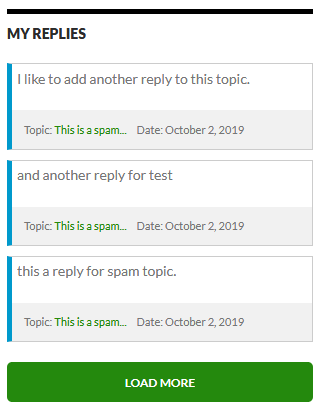 MY REPLIES
I like to add another reply to this topic.
Topic: This is a spam... Date: October 2, 2019
and another reply for test
Topic: This is a spam... Date: October 2, 2019
this a reply for spam topic.
Topic: This is a spam... Date: October 2, 2019
LOAD MORE